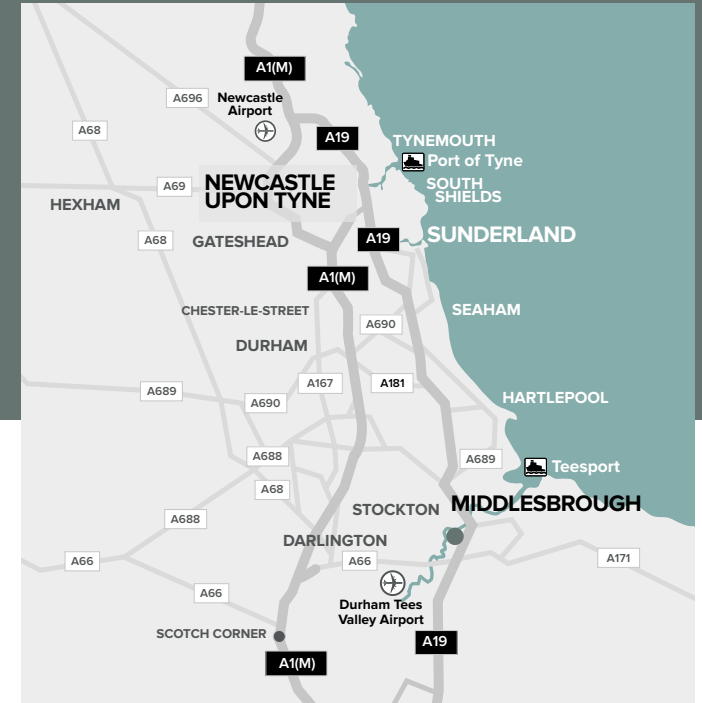 A1(M)
A696
Newcastle
Airport
A68
A19
TYNEMOUTH
Port of Tyne
A69
NEWCASTLE
UPON TYNE
SOUTH
SHIELDS
HEXHAM
A68
GATESHEAD
A19
SUNDERLAND
A1(M)
CHESTER-LE-STREET
SEAHAM
A690
DURHAM
A689
A167
A181
A690
HARTLEPOOL
A688
A689
Teesport
A68
STOCKTON
MIDDLESBROUGH
A688
DARLINGTON
A66
A66
A171
A66
Durham Tees
Valley Airport
SCOTCH CORNER
A19
A1(M)